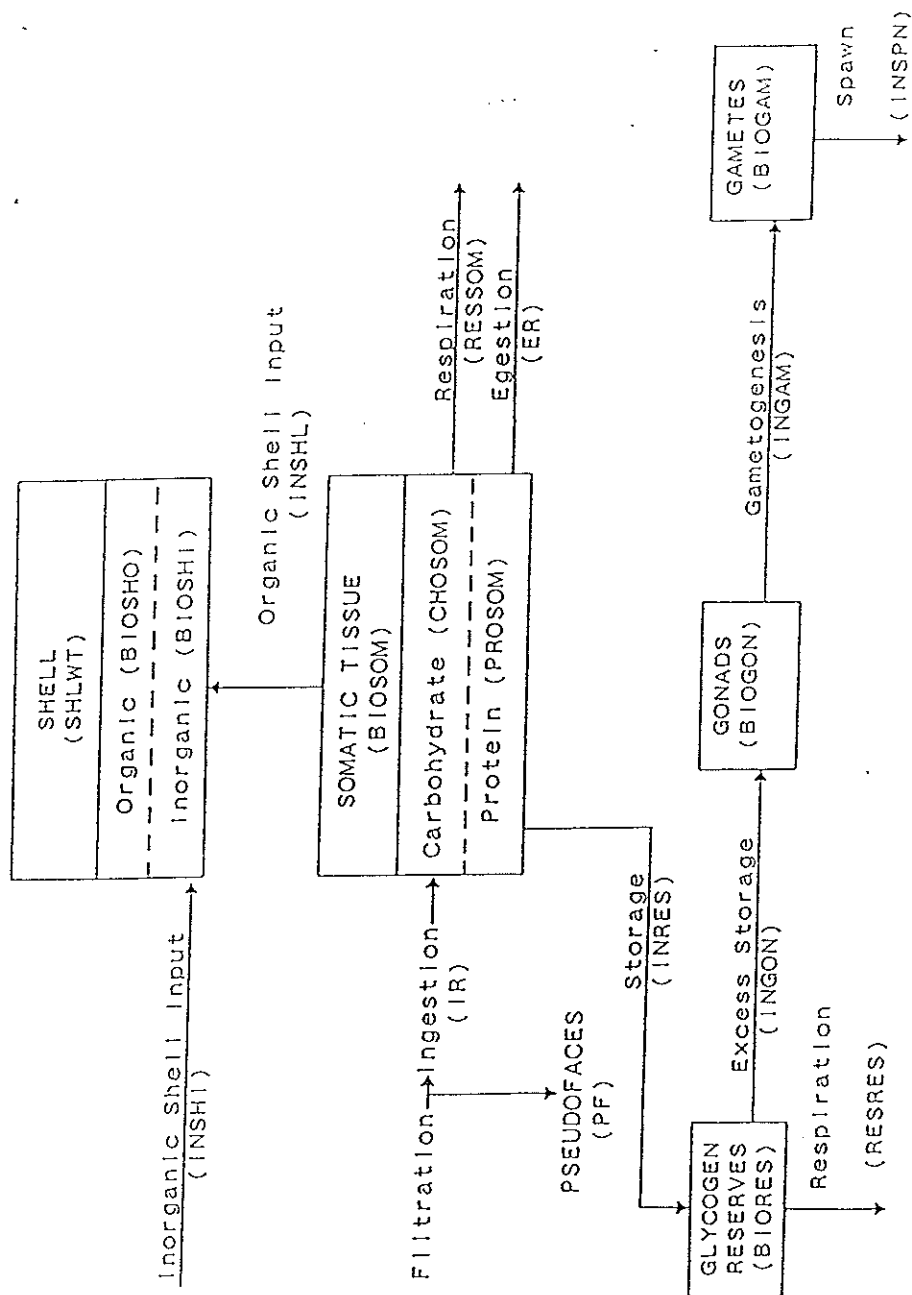 SHELL
(SHLWT)
Organic (BIOSHO)
Inorganic (BIOSHI)
Inorganic Shell Input
(INSHI)
Organic Shell Input
(INSHL)
SOMATIC TISSUE
(BIOSOM)
Carbohydrate (CHOSOM)
Protein (PROSOM)
Filtration
Ingestion
(IR)
PSEUDOFACES
(PF)
Respiration
(RESSOM)
Egestion
(ER)
Storage
(INRES)
GLYCOGEN
RESERVES
(BIORES)
Respiration
(RESRES)
Excess Storage
(INGON)
GONADS
(BIOGON)
Gametogenesis
(INGAM)
GAMETES
(BIOGAM)
Spawn
(INSPN)